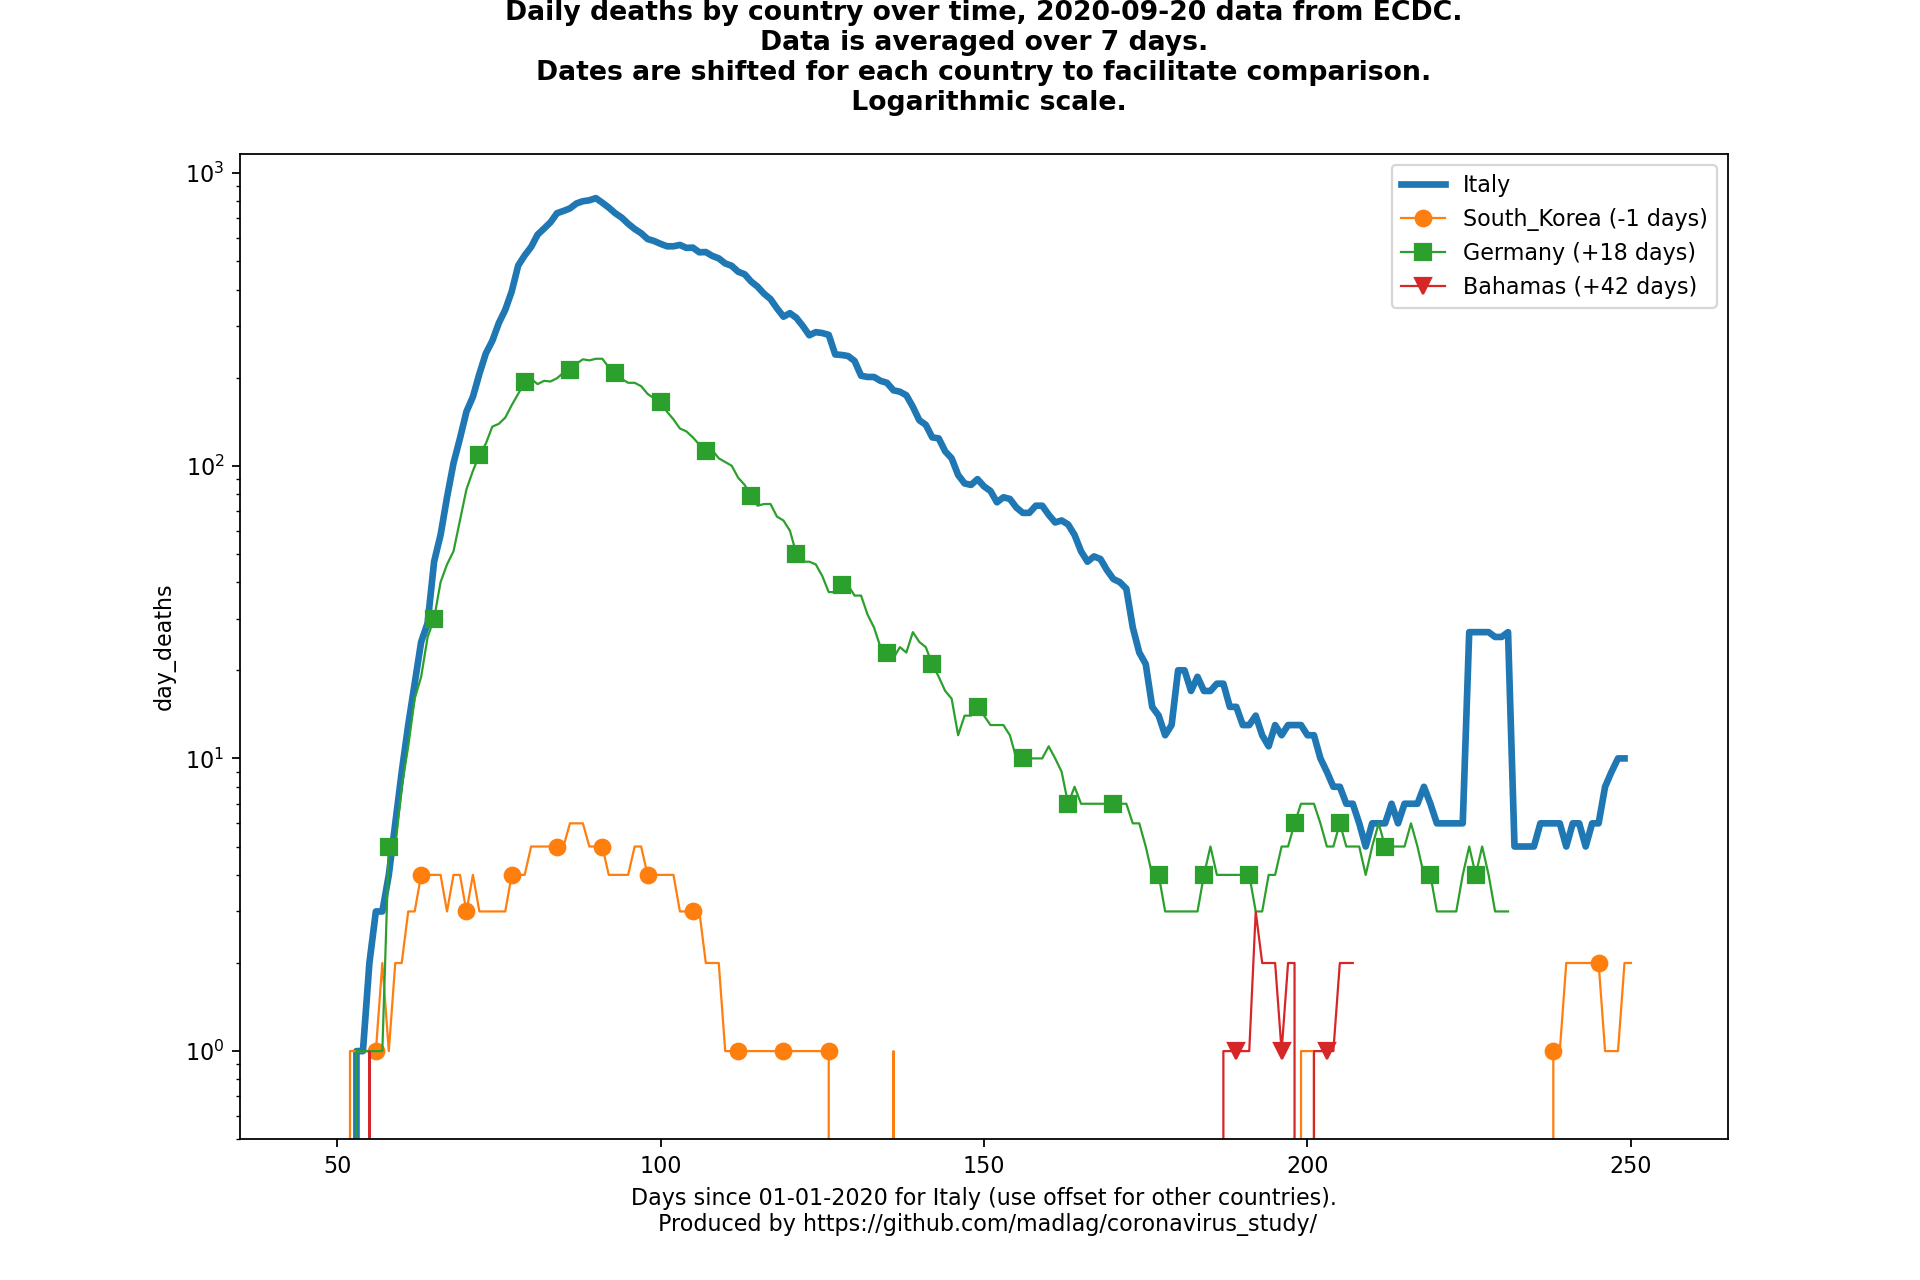 Daily deaths by country over time, 2020-09-20 data from ECDC.
Data is averaged over 7 days.
Dates are shifted for each country to facilitate comparison.
Logarithmic scale.
10³
10²
10¹
10⁰
day_deaths
Italy
South_Korea (-1 days)
Germany (+18 days)
Bahamas (+42 days)
50 100 150 200 250
Days since 01-01-2020 for Italy (use offset for other countries).
Produced by https://github.com/madlag/coronavirus_study/